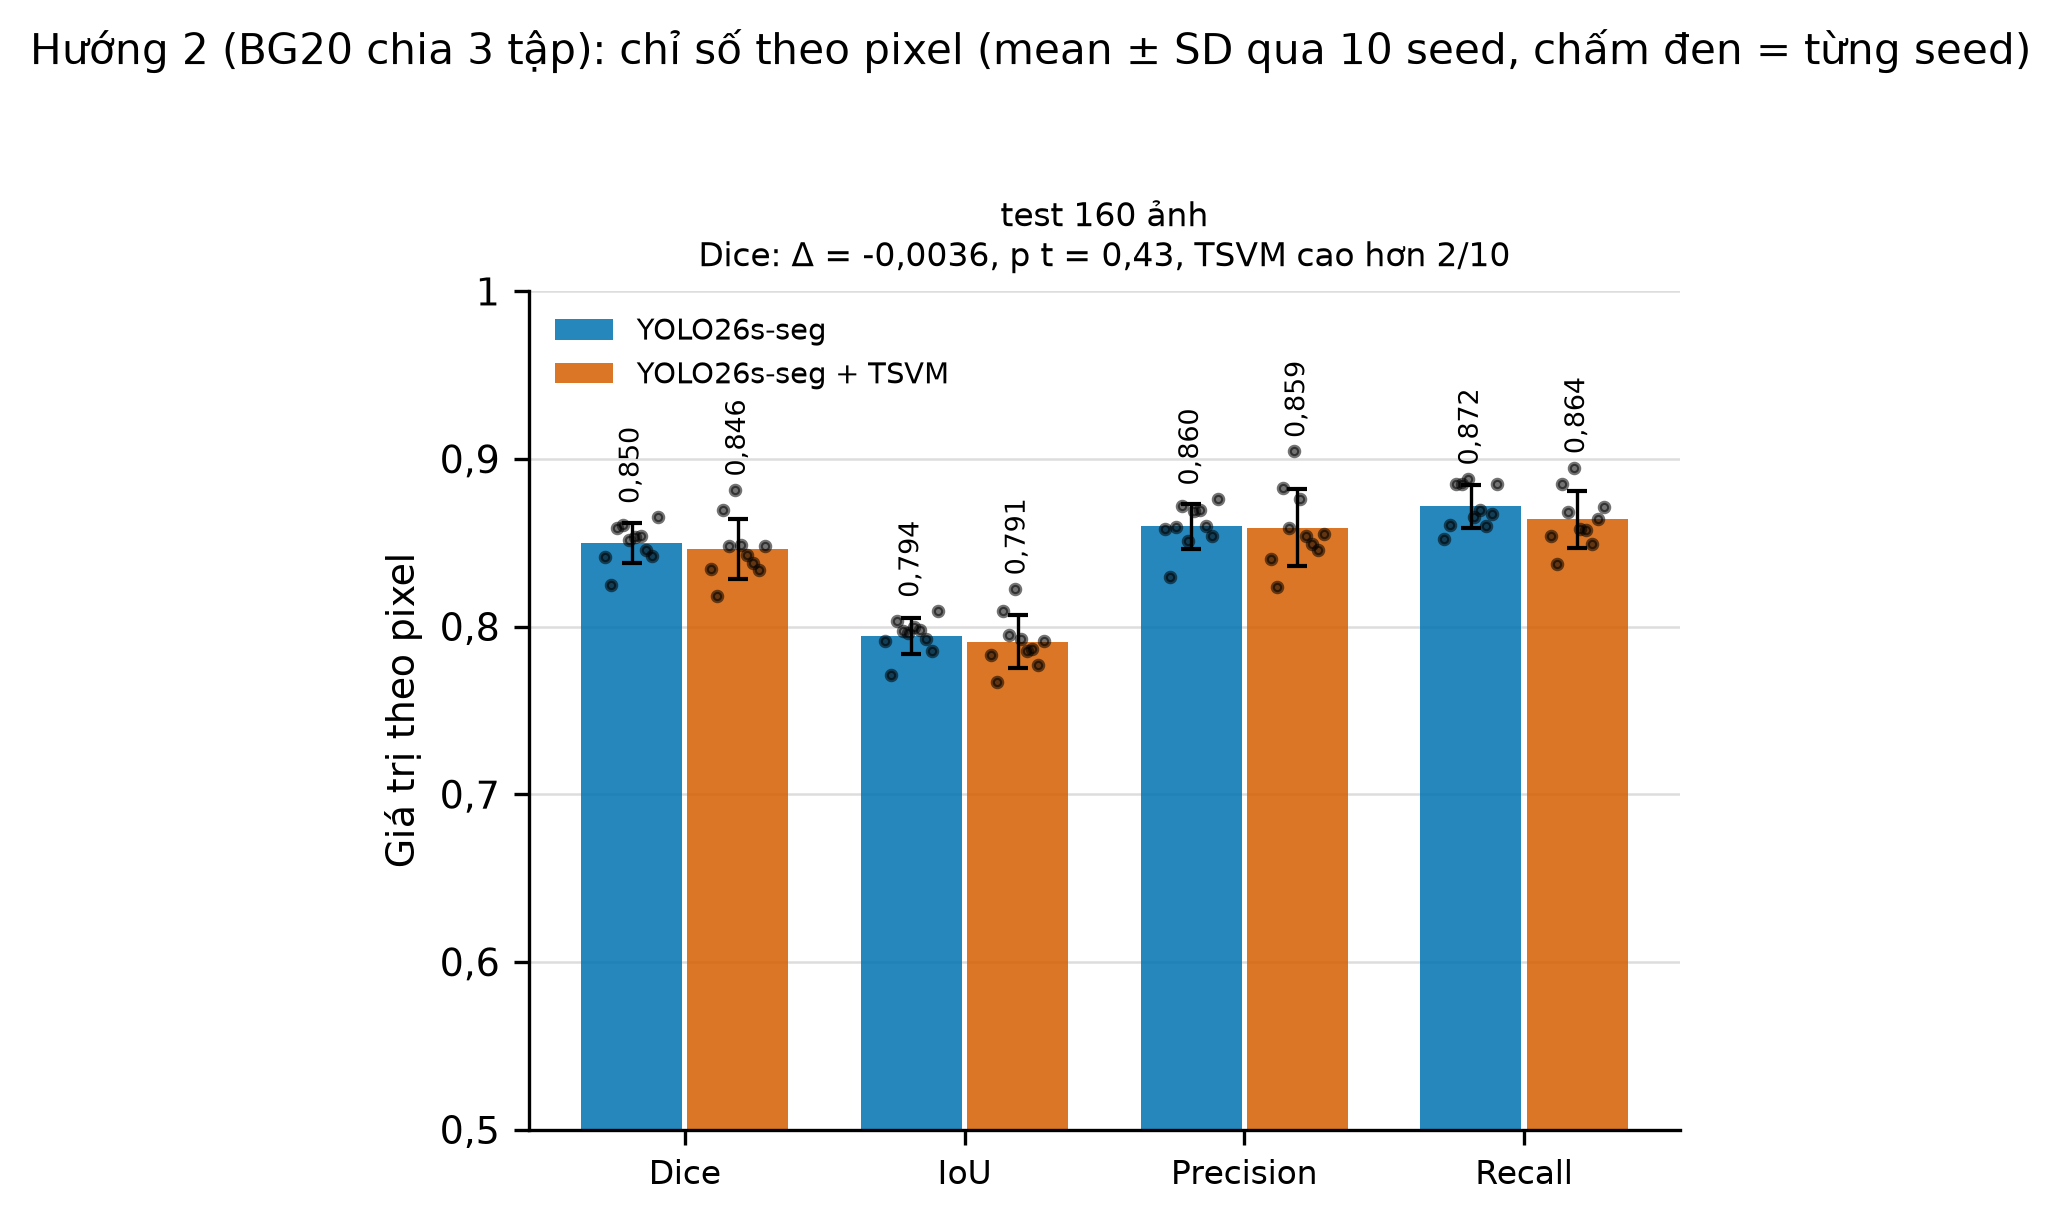 Hướng 2 (BG20 chia 3 tập): chỉ số theo pixel (mean ± SD qua 10 seed, chấm đen = từng seed)
test 160 ảnh
Dice: Δ = -0,0036, p t = 0,43, TSVM cao hơn 2/10
YOLO26s-seg
YOLO26s-seg + TSVM
Giá trị theo pixel
1
0,9
0,8
0,7
0,6
0,5
0,850
0,846
0,794
0,791
0,860
0,859
0,872
0,864
Dice
IoU
Precision
Recall